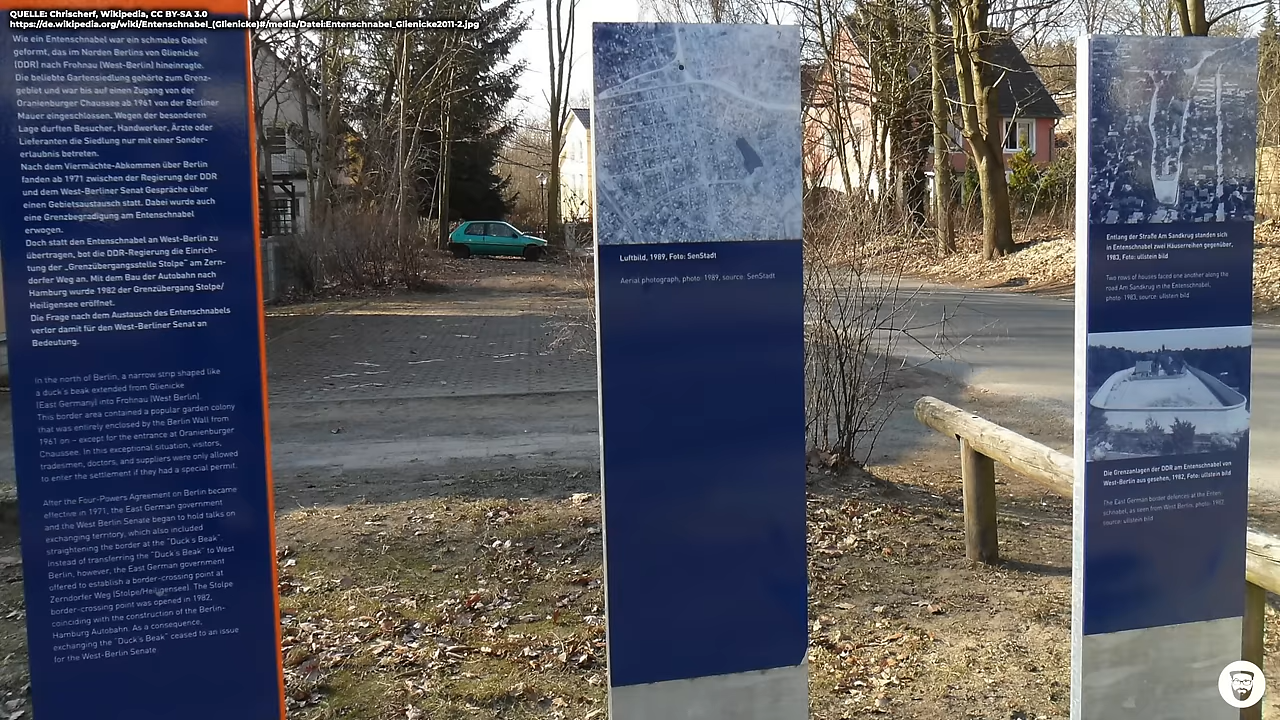 QUELLE: Chrischerf, Wikipedia, CC BY-SA 3.0
https://de.wikipedia.org/wiki/Entenschnabel_(Glienicke)#/media/Datei:Entenschnabel_Glienicke2011-2.jpg
Wie ein Entenschnabel war ein schmales Gebiet
geformt, das im Norden Berlins von Glienicke
(DDR) nach Frohnau (West-Berlin) hineinragte.
Die beliebte Gartensiedlung gehörte zum Grenz-
gebiet und war bis auf einen Zugang von der
Oranienburger Chaussee ab 1961 von der Berliner
Mauer eingeschlossen. Wegen der besonderen
Lage durften Besucher, Handwerker, Ärzte oder
Lieferanten die Siedlung nur mit einer Sonder-
erlaubnis betreten.
Nach dem Viermächte-Abkommen über Berlin
fanden ab 1971 zwischen der Regierung der DDR
und dem West-Berliner Senat Gespräche über
einen Gebietsaustausch statt. Dabei wurde auch
eine Grenzbegradigung am Entenschnabel
erwogen.
Doch statt den Entenschnabel an West-Berlin zu
übertragen, bot die DDR-Regierung die Einrich-
tung der „Grenzübergangsstelle Stolpe“ am Zern-
dorfer Weg an. Mit dem Bau der Autobahn nach
Hamburg wurde 1982 der Grenzübergang Stolpe/
Heiligensee eröffnet.
Die Frage nach dem Austausch des Entenschnabels
verlor damit für den West-Berliner Senat an
Bedeutung.
In the north of Berlin, a narrow strip shaped like
a duck's beak extended from Glienicke
(East Germany) into Frohnau (West Berlin).
This border area contained a popular garden colony
that was entirely enclosed by the Berlin Wall from
1961 on – except for the entrance at Oranienburger
Chaussee. In this exceptional situation, visitors,
tradesmen, doctors, and suppliers were only allowed
to enter the settlement if they had a special permit.
After the Four-Powers Agreement on Berlin became
effective in 1971, the East German government
and the West Berlin Senate began to hold talks on
exchanging territory, which also included
straightening the border at the "Duck's Beak".
Instead of transferring the "Duck's Beak" to West
Berlin, however, the East German government
offered to establish a border-crossing point at
Zerndorfer Weg (Stolpe/Heiligensee). The Stolpe
border-crossing point was opened in 1982,
coinciding with the construction of the Berlin-
Hamburg Autobahn. As a consequence,
exchanging the "Duck's Beak" ceased to an issue
for the West-Berlin Senate.
Luftbild, 1989, Foto: SenStadt
Aerial photograph, photo: 1989, source: SenStadt
Entlang der Straße Am Sandkrug standen sich
in Entenschnabel zwei Häuserreihen gegenüber,
1983, Foto: ullstein bild
Two rows of houses faced one another along the
road Am Sandkrug in the Entenschnabel,
photo: 1983, source: ullstein bild
Die Grenzanlagen der DDR am Entenschnabel von
West-Berlin aus gesehen, 1982, Foto: ullstein bild
The East German border defences at the Enten-
schnabel, as seen from West Berlin, photo: 1982
source: ullstein bild